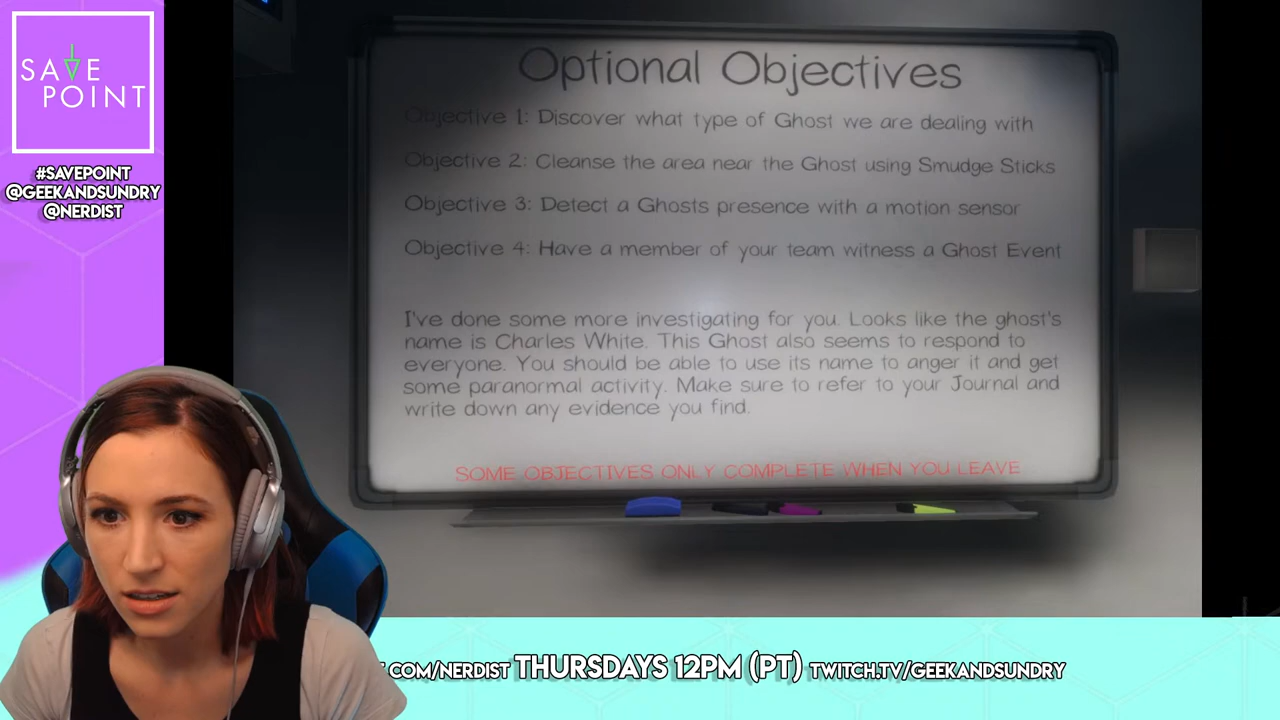 SAVE
POINT
#SAVEPOINT
@GEEKANDSUNDRY
@NERDIST
Optional Objectives
Objective 1: Discover what type of Ghost we are dealing with
Objective 2: Cleanse the area near the Ghost using Smudge Sticks
Objective 3: Detect a Ghosts presence with a motion sensor
Objective 4: Have a member of your team witness a Ghost Event
I've done some more investigating for you. Looks like the ghost's
name is Charles White. This Ghost also seems to respond to
everyone. You should be able to use its name to anger it and get
some paranormal activity. Make sure to refer to your Journal and
write down any evidence you find.
SOME OBJECTIVES ONLY COMPLETE WHEN YOU LEAVE
COM/NERDIST THURSDAYS 12PM (PT) TWITCH.TV/GEEKANDSUNDRY